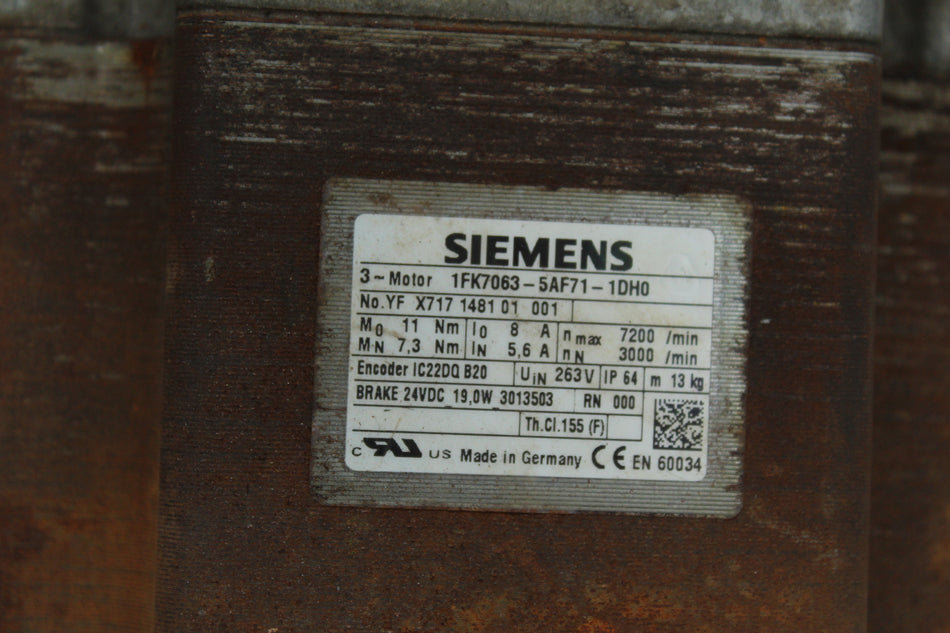 SIEMENS
3 ~ Motor 1FK7063 - 5AF71 - 1DH0
No.YF X717 1481 01 001
M0 11 Nm I0 8 A n max 7200 /min
MN 7,3 Nm IN 5,6 A nN 3000 /min
Encoder IC22DQ B20 UIN 263V IP 64 m 13 kg
BRAKE 24VDC 19,0W 3013503 RN 000
Th.Cl.155 (F)
C RU US Made in Germany CE EN 60034